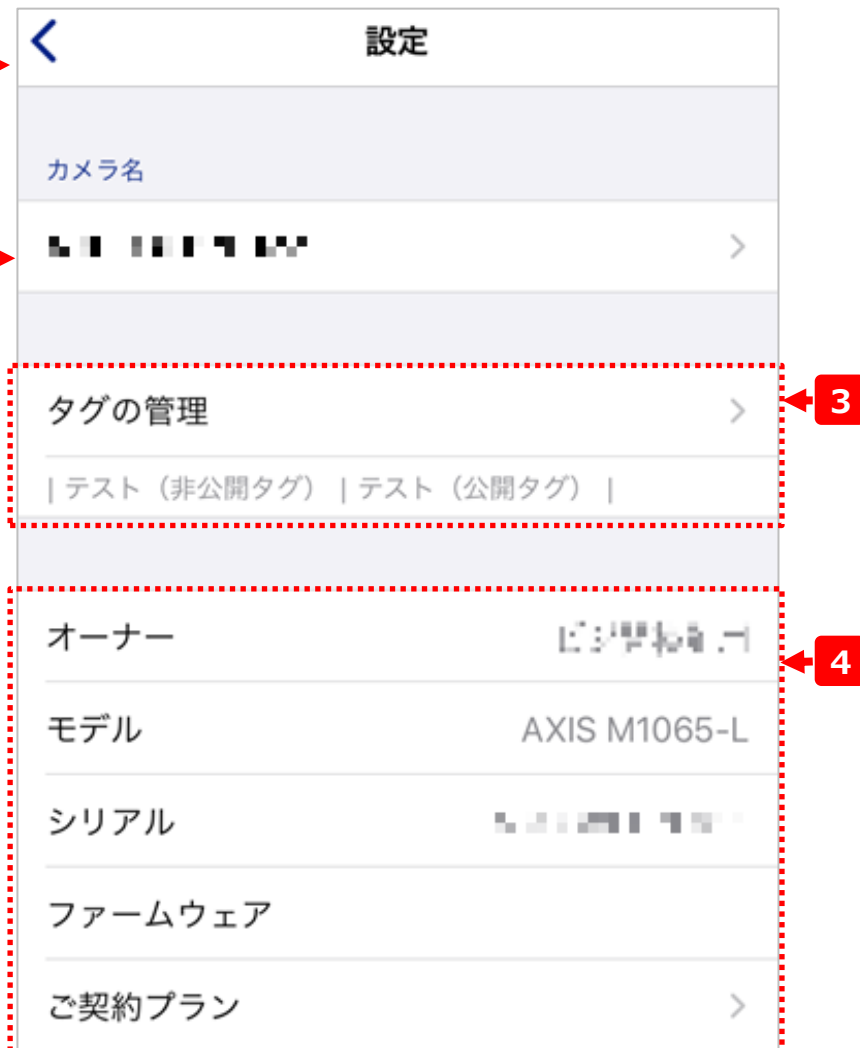 設定
カメラ名
タグの管理
3
| テスト（非公開タグ） | テスト（公開タグ） |
オーナー
4
モデル AXIS M1065-L
シリアル
ファームウェア
ご契約プラン